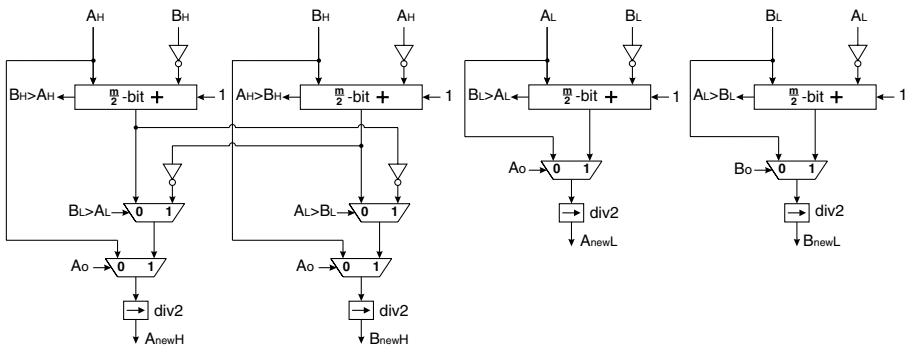 AH BH BH AH AL BL BL AL
BH>AH m/2 -bit + 1 AH>BH m/2 -bit + 1 BL>AL m/2 -bit + 1 AL>BL m/2 -bit + 1
A0 0 1 B0 0 1
BL>AL 0 1 AL>BL 0 1 div2 div2
AnewL BnewL
A0 0 1 A0 0 1
div2 div2
AnewH BnewH